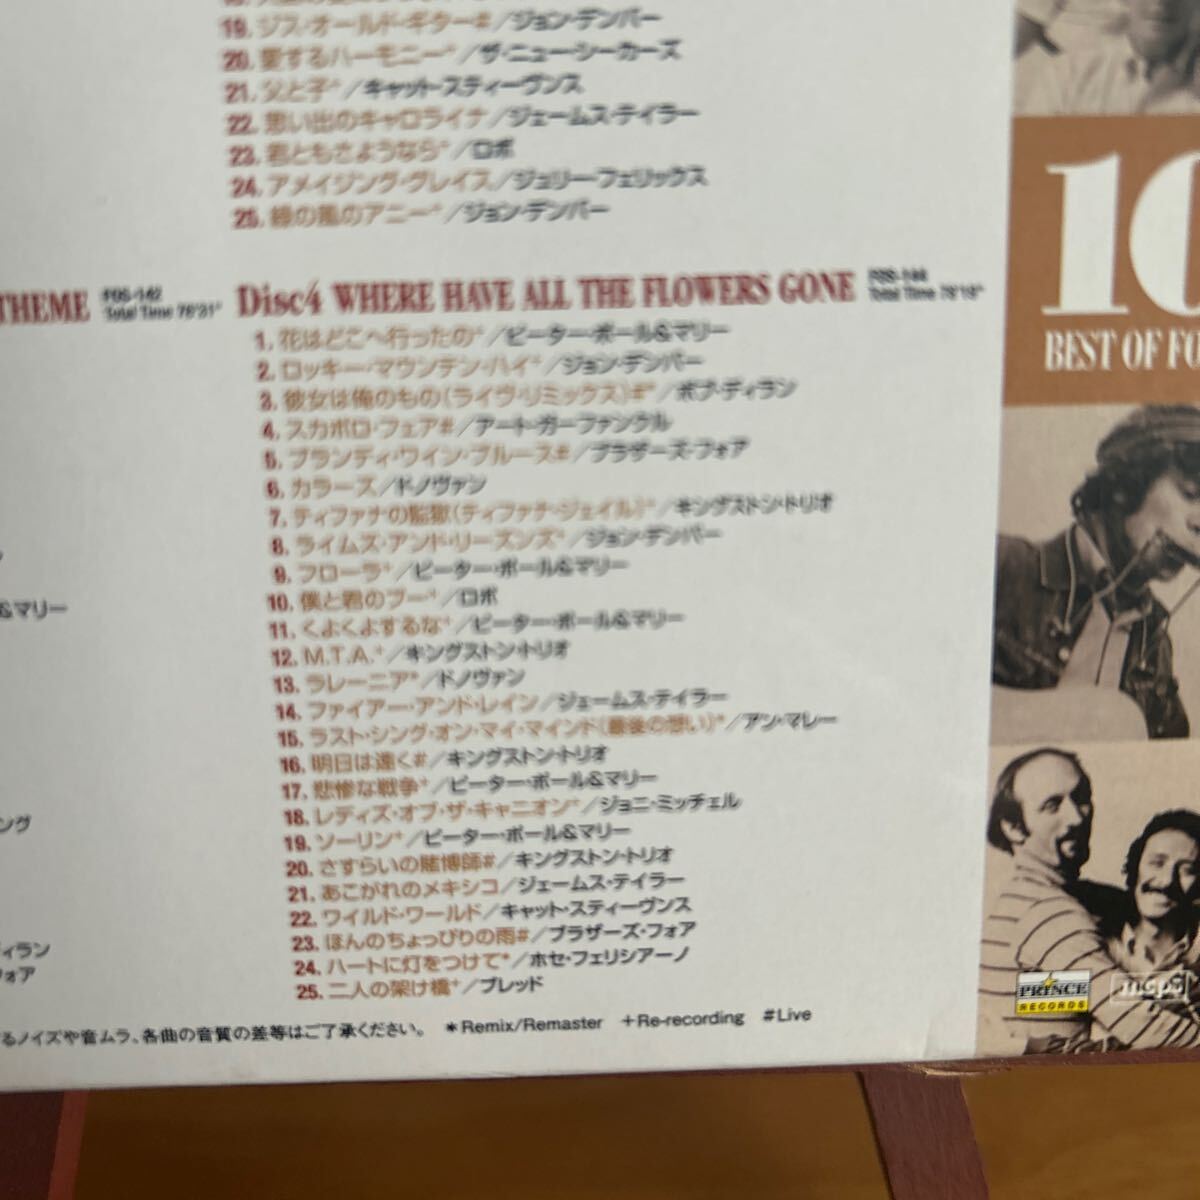 19. ジス・オールド・ギター#/ジョン・デンバー
20. 愛するハーモニー+/ザ・ニュー・シーカーズ
21. 父と子+/キャット・スティーヴンス
22. 思い出のキャロライナ/ジェームス・テイラー
23. 君ともさようなら+/ロボ
24. アメイジング・グレイス/ジュリー・フェリックス
25. 緑の風のアニー+/ジョン・デンバー
THEME FOS-142
Total Time 76'31"
Disc4 WHERE HAVE ALL THE FLOWERS GONE FOS-144
Total Time
1. 花はどこへ行ったの+/ピーター・ポール&マリー
2. ロッキー・マウンテン・ハイ+/ジョン・デンバー
3. 彼女は俺のもの(ライヴ・リミックス)#*/ボブ・ディラン
4. スカボロ・フェア#/アート・ガーファンクル
5. ブランディ・ワイン・ブルース#/ブラザーズ・フォア
6. カラーズ/ドノヴァン
7. ティファナの監獄(ティファナ・ジェイル)*/キングストン・トリオ
8. ライムズ・アンド・リーズンズ+/ジョン・デンバー
9. フローラ+/ピーター・ポール&マリー
10. 僕と君のブー+/ロボ
11. くよくよするな+/ピーター・ポール&マリー
12. M.T.A.+/キングストン・トリオ
13. ラレーニア*/ドノヴァン
14. ファイアー・アンド・レイン/ジェームス・テイラー
15. ラスト・シング・オン・マイ・マインド(最後の想い)*/アン・マレー
16. 明日は遠く#/キングストン・トリオ
17. 悲惨な戦争+/ピーター・ポール&マリー
18. レディズ・オブ・ザ・キャニオン+/ジョニ・ミッチェル
19. ソーリン+/ピーター・ポール&マリー
20. さすらいの賭博師#/キングストン・トリオ
21. あこがれのメキシコ/ジェームス・テイラー
22. ワイルド・ワールド/キャット・スティーヴンス
23. ほんのちょっぴりの雨#/ブラザーズ・フォア
24. ハートに灯をつけて*/ホセ・フェリシアーノ
25. 二人の架け橋+/ブレッド
&マリー
ング
ディラン
フォア
るノイズや音ムラ、各曲の音質の差等はご了承ください。 *Remix/Remaster +Re-recording #Live
10
BEST OF FO
PRINCE
RECORDS
mcps